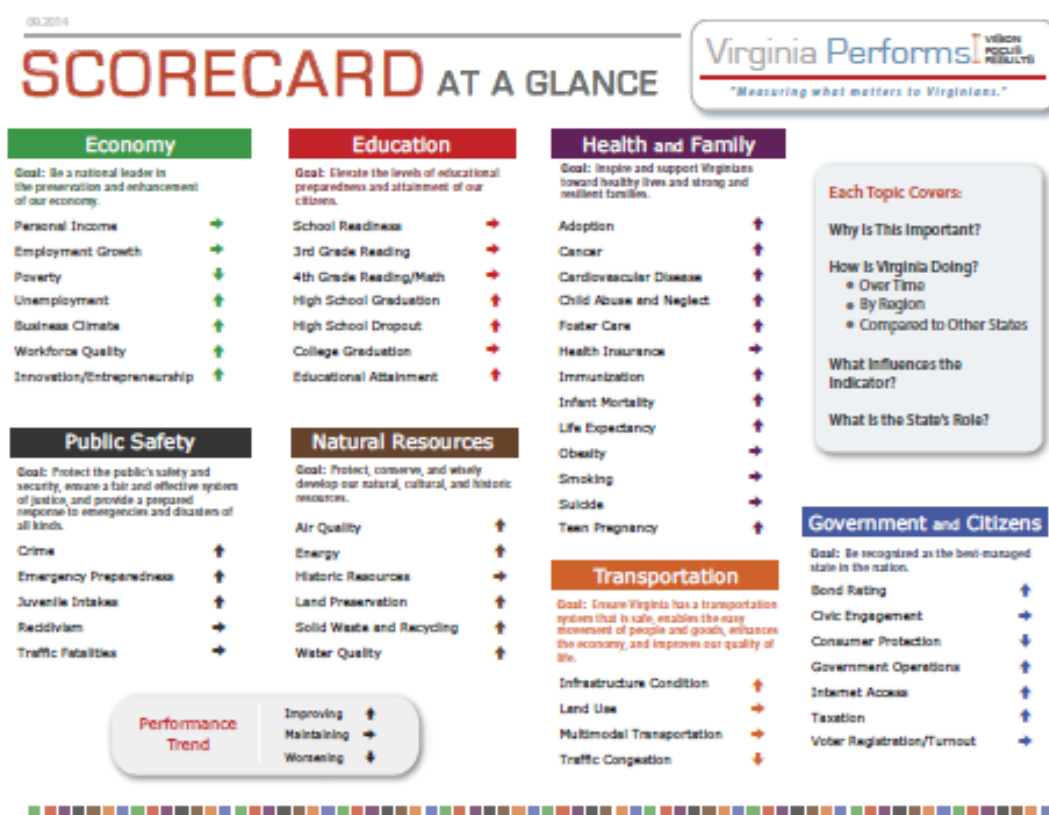 09.2014
SCORECARD AT A GLANCE
Virginia Performs
VISION
FOCUS
RESULTS
"Measuring what matters to Virginians."
Economy
Goal: Be a national leader in
the preservation and enhancement
of our economy.
Personal Income
Employment Growth
Poverty
Unemployment
Business Climate
Workforce Quality
Innovation/Entrepreneurship
Education
Goal: Elevate the levels of educational
preparedness and attainment of our
citizens.
School Readiness
3rd Grade Reading
4th Grade Reading/Math
High School Graduation
High School Dropout
College Graduation
Educational Attainment
Health and Family
Goal: Inspire and support Virginians
toward healthy lives and strong and
resilient families.
Adoption
Cancer
Cardiovascular Disease
Child Abuse and Neglect
Foster Care
Health Insurance
Immunization
Infant Mortality
Life Expectancy
Obesity
Smoking
Suicide
Teen Pregnancy
Each Topic Covers:
Why Is This Important?
How Is Virginia Doing?
• Over Time
• By Region
• Compared to Other States
What Influences the
Indicator?
What Is the State's Role?
Public Safety
Goal: Protect the public's safety and
security, ensure a fair and effective system
of justice, and provide a prepared
response to emergencies and disasters of
all kinds.
Crime
Emergency Preparedness
Juvenile Intakes
Recidivism
Traffic Fatalities
Natural Resources
Goal: Protect, conserve, and wisely
develop our natural, cultural, and historic
resources.
Air Quality
Energy
Historic Resources
Land Preservation
Solid Waste and Recycling
Water Quality
Transportation
Goal: Ensure Virginia has a transportation
system that is safe, enables the easy
movement of people and goods, enhances
the economy, and improves our quality of
life.
Infrastructure Condition
Land Use
Multimodal Transportation
Traffic Congestion
Government and Citizens
Goal: Be recognized as the best-managed
state in the nation.
Bond Rating
Civic Engagement
Consumer Protection
Government Operations
Internet Access
Taxation
Voter Registration/Turnout
Performance
Trend
Improving
Maintaining
Worsening